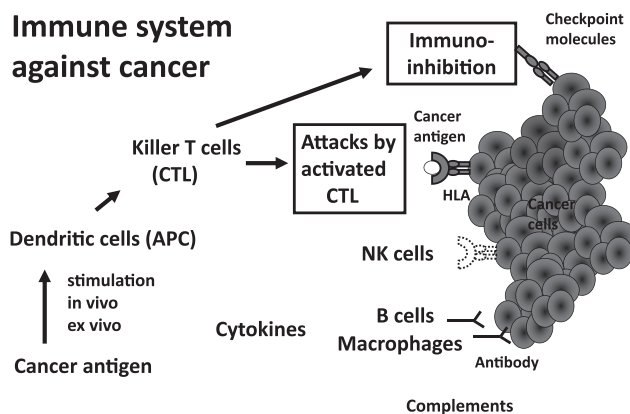 Immune system
against cancer
Checkpoint
molecules
Immuno-
inhibition
Cancer
antigen
Killer T cells
(CTL)
Attacks by
activated
CTL
HLA
Cancer
cells
Dendritic cells (APC)
NK cells
stimulation
in vivo
ex vivo
Cytokines
B cells
Macrophages
Cancer antigen
Antibody
Complements